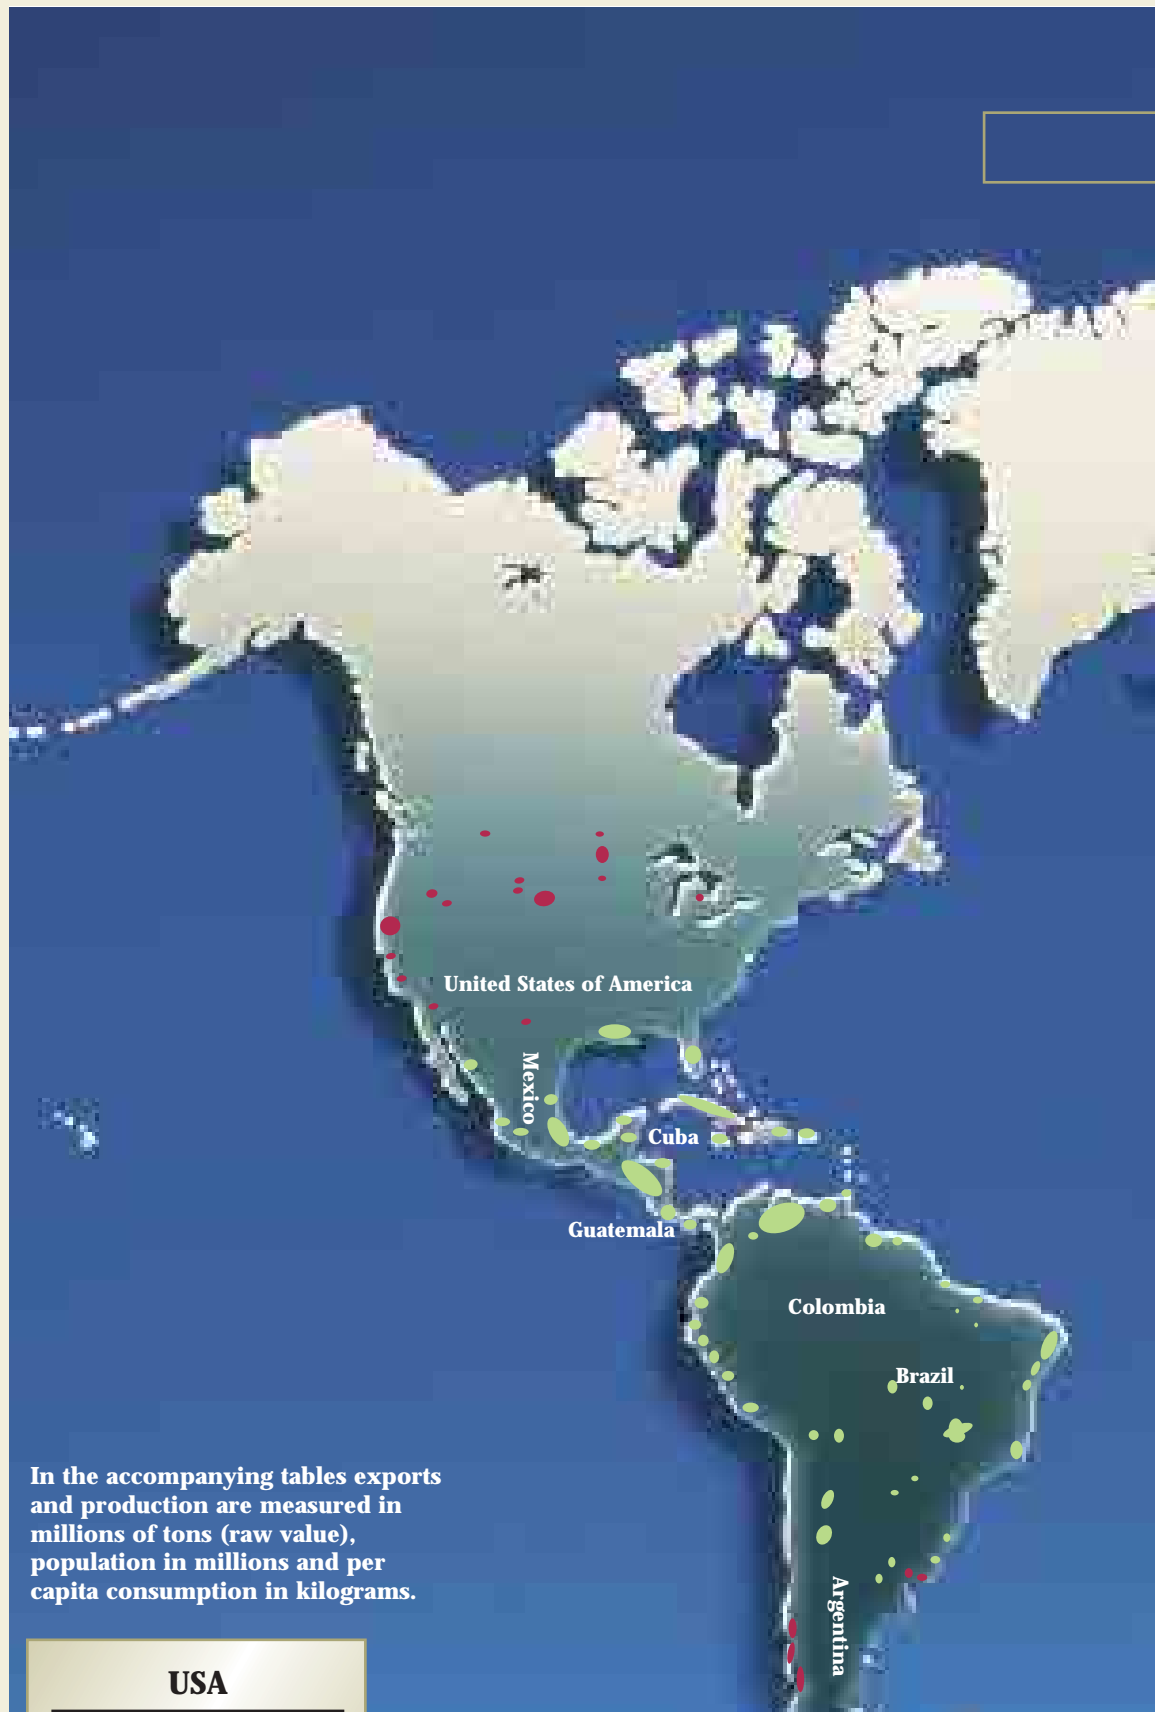 United States of America
Mexico
Cuba
Guatemala
Colombia
Brazil
Argentina
In the accompanying tables exports
and production are measured in
millions of tons (raw value),
population in millions and per
capita consumption in kilograms.
USA